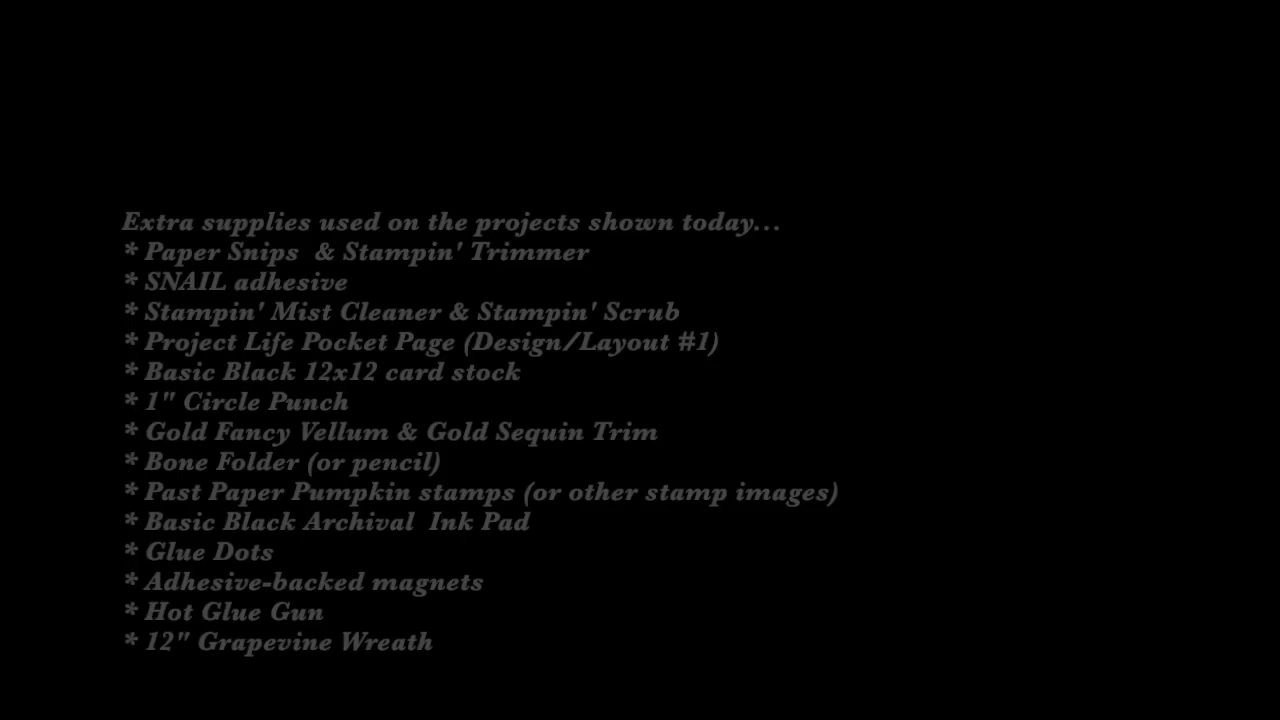 Extra supplies used on the projects shown today...
* Paper Snips & Stampin' Trimmer
* SNAIL adhesive
* Stampin' Mist Cleaner & Stampin' Scrub
* Project Life Pocket Page (Design/Layout #1)
* Basic Black 12x12 card stock
* 1" Circle Punch
* Gold Fancy Vellum & Gold Sequin Trim
* Bone Folder (or pencil)
* Past Paper Pumpkin stamps (or other stamp images)
* Basic Black Archival Ink Pad
* Glue Dots
* Adhesive-backed magnets
* Hot Glue Gun
* 12" Grapevine Wreath